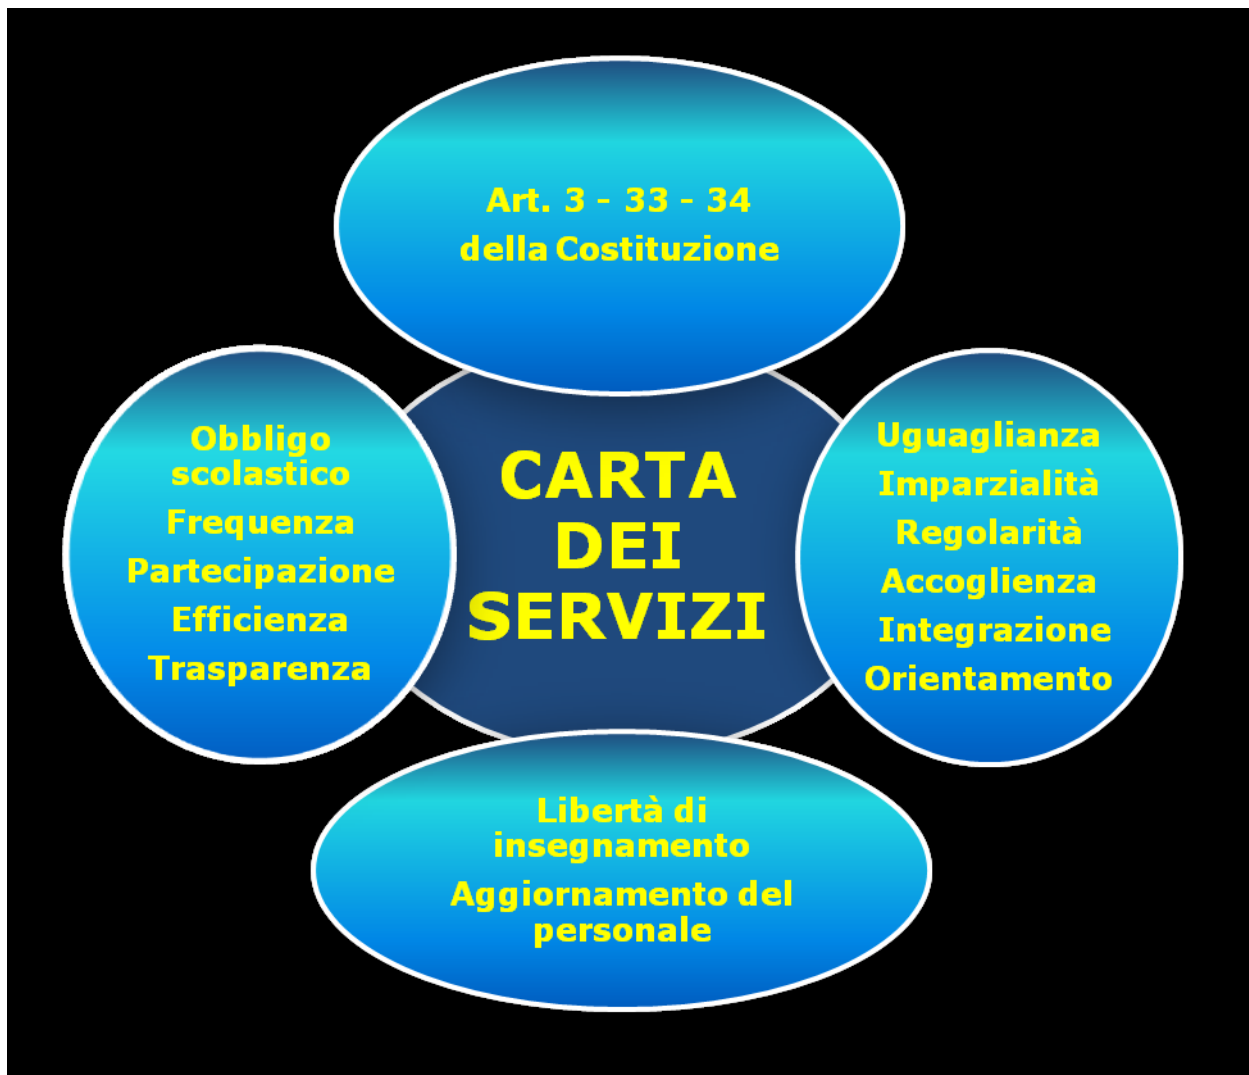 Art. 3 - 33 - 34
della Costituzione
Obbligo
scolastico
Frequenza
Partecipazione
Efficienza
Trasparenza
CARTA
DEI
SERVIZI
Uguaglianza
Imparzialità
Regolarità
Accoglienza
Integrazione
Orientamento
Libertà di
insegnamento
Aggiornamento del
personale